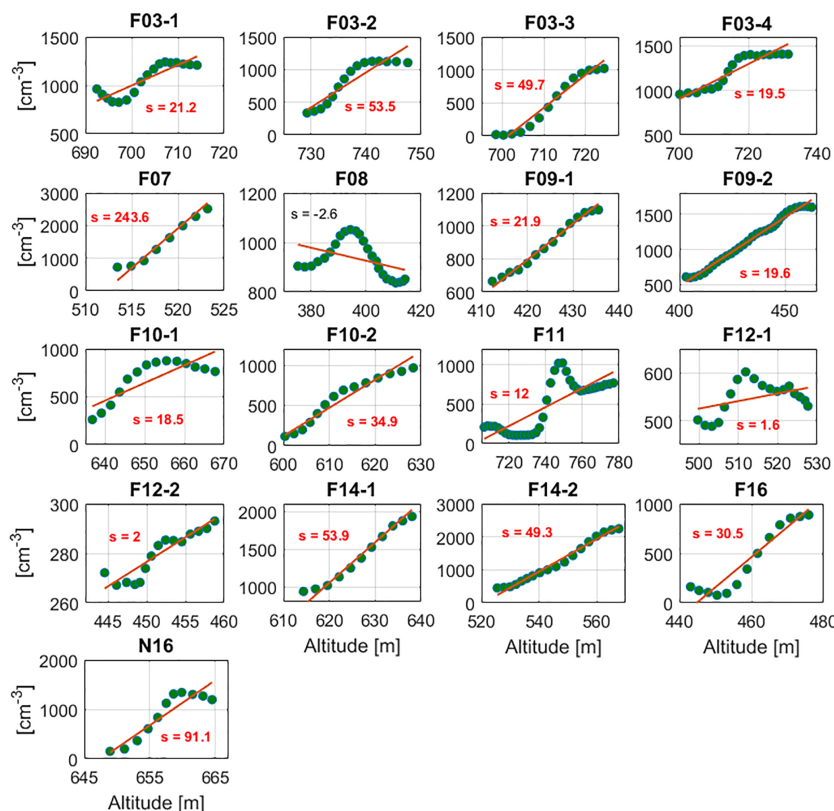 F03-1 F03-2 F03-3 F03-4
[cm-3]
1500 1000 500
s = 21.2
690 700 710 720
1500 1000 500 0
s = 53.5
730 740 750
1500 1000 500 0
s = 49.7
700 710 720
1500 1000 500
s = 19.5
700 720 740
F07 F08 F09-1 F09-2
[cm-3]
3000 2000 1000 0
s = 243.6
510 515 520 525
1200 1000 800
s = -2.6
380 400 420
1200 1000 800 600
s = 21.9
410 420 430 440
1500 1000 500
s = 19.6
400 450
F10-1 F10-2 F11 F12-1
[cm-3]
1000 500 0
s = 18.5
640 650 660 670
1000 500 0
s = 34.9
600 610 620 630
1000 500 0
s = 12
720 740 760 780
600 500
s = 1.6
500 510 520 530
F12-2 F14-1 F14-2 F16
[cm-3]
300 280 260
s = 2
445 450 455 460
2000 1500 1000
s = 53.9
610 620 630 640
Altitude [m]
3000 2000 1000 0
s = 49.3
520 540 560
Altitude [m]
1000 500 0
s = 30.5
440 460 480
Altitude [m]
N16
[cm-3]
2000 1000 0
s = 91.1
645 655 665
Altitude [m]